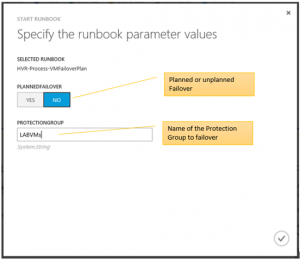 START RUNBOOK
Specify the runbook parameter values
SELECTED RUNBOOK
HVR-Process-VMFailoverPlan
PLANNEDFAILOVER
YES NO
Planned or unplanned
Failover
PROTECTIONGROUP
LABVMs
System.String
Name of the Protection
Group to failover